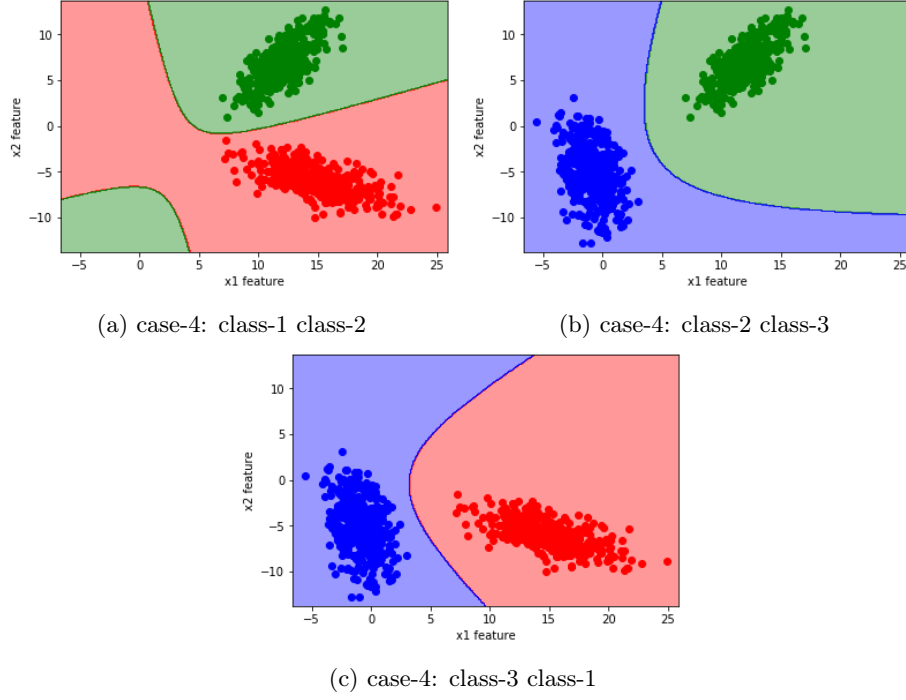 10
5
0
−5
−10
x2 feature
−5 0 5 10 15 20 25
x1 feature
(a) case-4: class-1 class-2
10
5
0
−5
−10
x2 feature
−5 0 5 10 15 20 25
x1 feature
(b) case-4: class-2 class-3
10
5
0
−5
−10
x2 feature
−5 0 5 10 15 20 25
x1 feature
(c) case-4: class-3 class-1